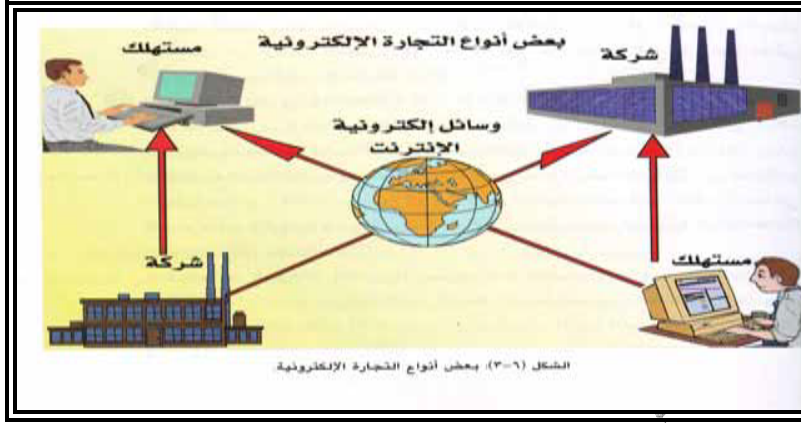 بعض أنواع التجارة الإلكترونية
شركة
مستهلك
وسائل إلكترونية
الإنترنت
شركة
مستهلك
الشكل (٦-٣): بعض أنواع التجارة الإلكترونية